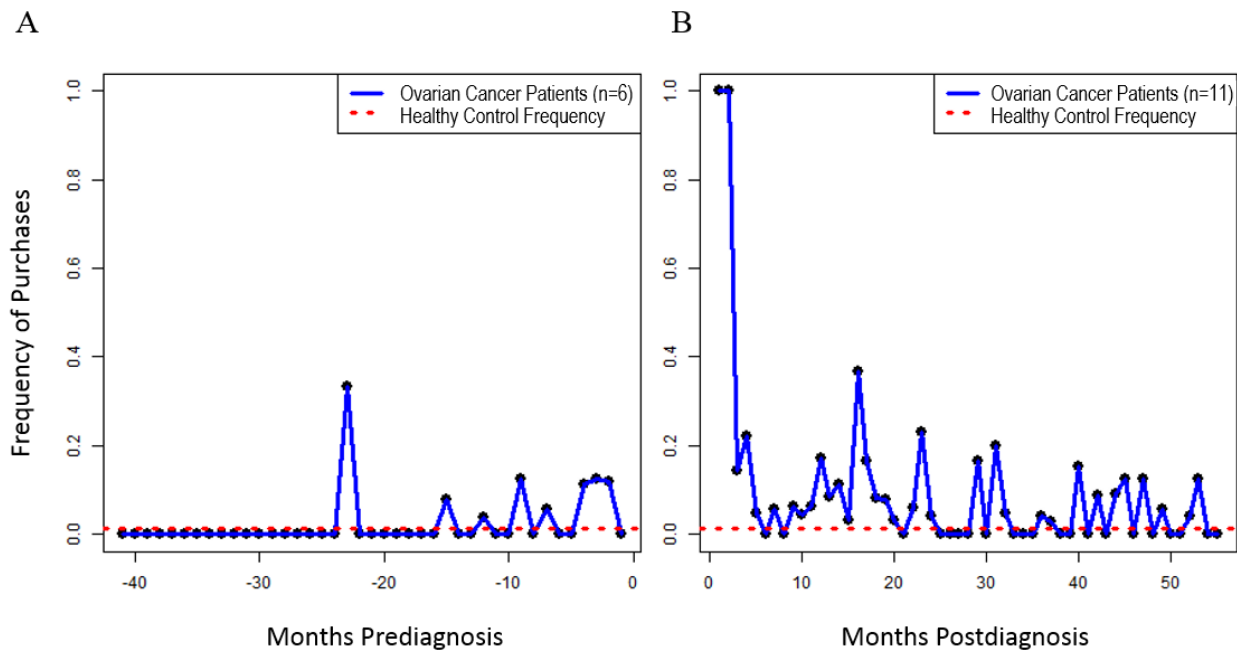 A
B
Ovarian Cancer Patients (n=6)
Healthy Control Frequency
Ovarian Cancer Patients (n=11)
Healthy Control Frequency
Frequency of Purchases
1.0
0.8
0.6
0.4
0.2
0.0
-40 -30 -20 -10 0
Months Prediagnosis
1.0
0.8
0.6
0.4
0.2
0.0
0 10 20 30 40 50
Months Postdiagnosis